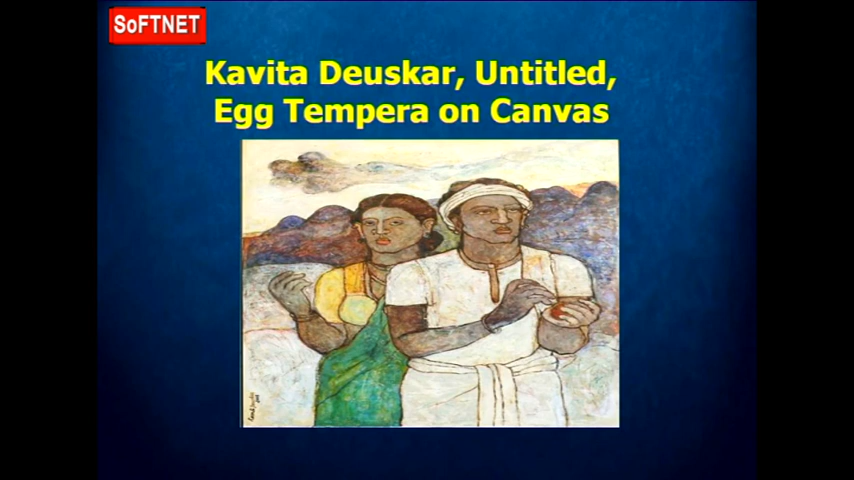 SoFTNET
Kavita Deuskar, Untitled,
Egg Tempera on Canvas